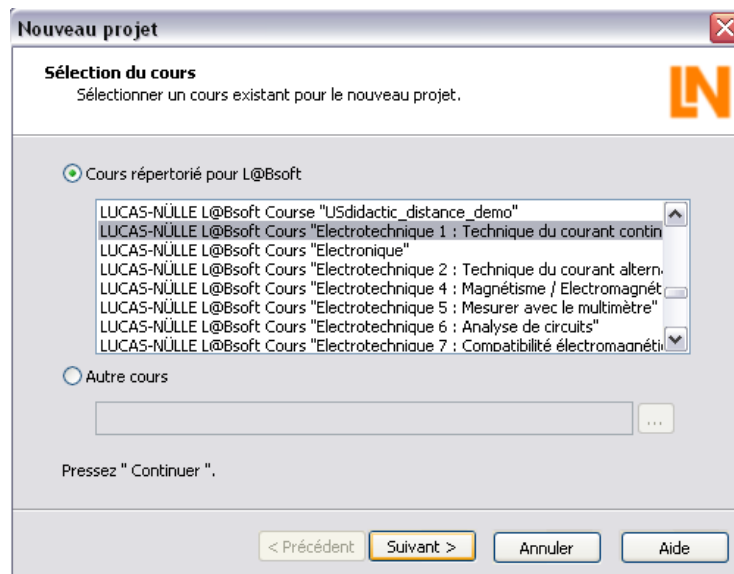 Nouveau projet
Sélection du cours
Sélectionner un cours existant pour le nouveau projet.
LN
Cours répertorié pour L@Bsoft
LUCAS-NÜLLE L@Bsoft Course "USdidactic_distance_demo"
LUCAS-NÜLLE L@Bsoft Cours "Electrotechnique 1 : Technique du courant contin
LUCAS-NÜLLE L@Bsoft Cours "Electronique"
LUCAS-NÜLLE L@Bsoft Cours "Electrotechnique 2 : Technique du courant altern
LUCAS-NÜLLE L@Bsoft Cours "Electrotechnique 4 : Magnétisme / Electromagnét
LUCAS-NÜLLE L@Bsoft Cours "Electrotechnique 5 : Mesurer avec le multimètre"
LUCAS-NÜLLE L@Bsoft Cours "Electrotechnique 6 : Analyse de circuits"
LUCAS-NÜLLE L@Bsoft Cours "Electrotechnique 7 : Compatibilité électromagnéti
Autre cours
...
Pressez " Continuer ".
< Précédent Suivant > Annuler Aide